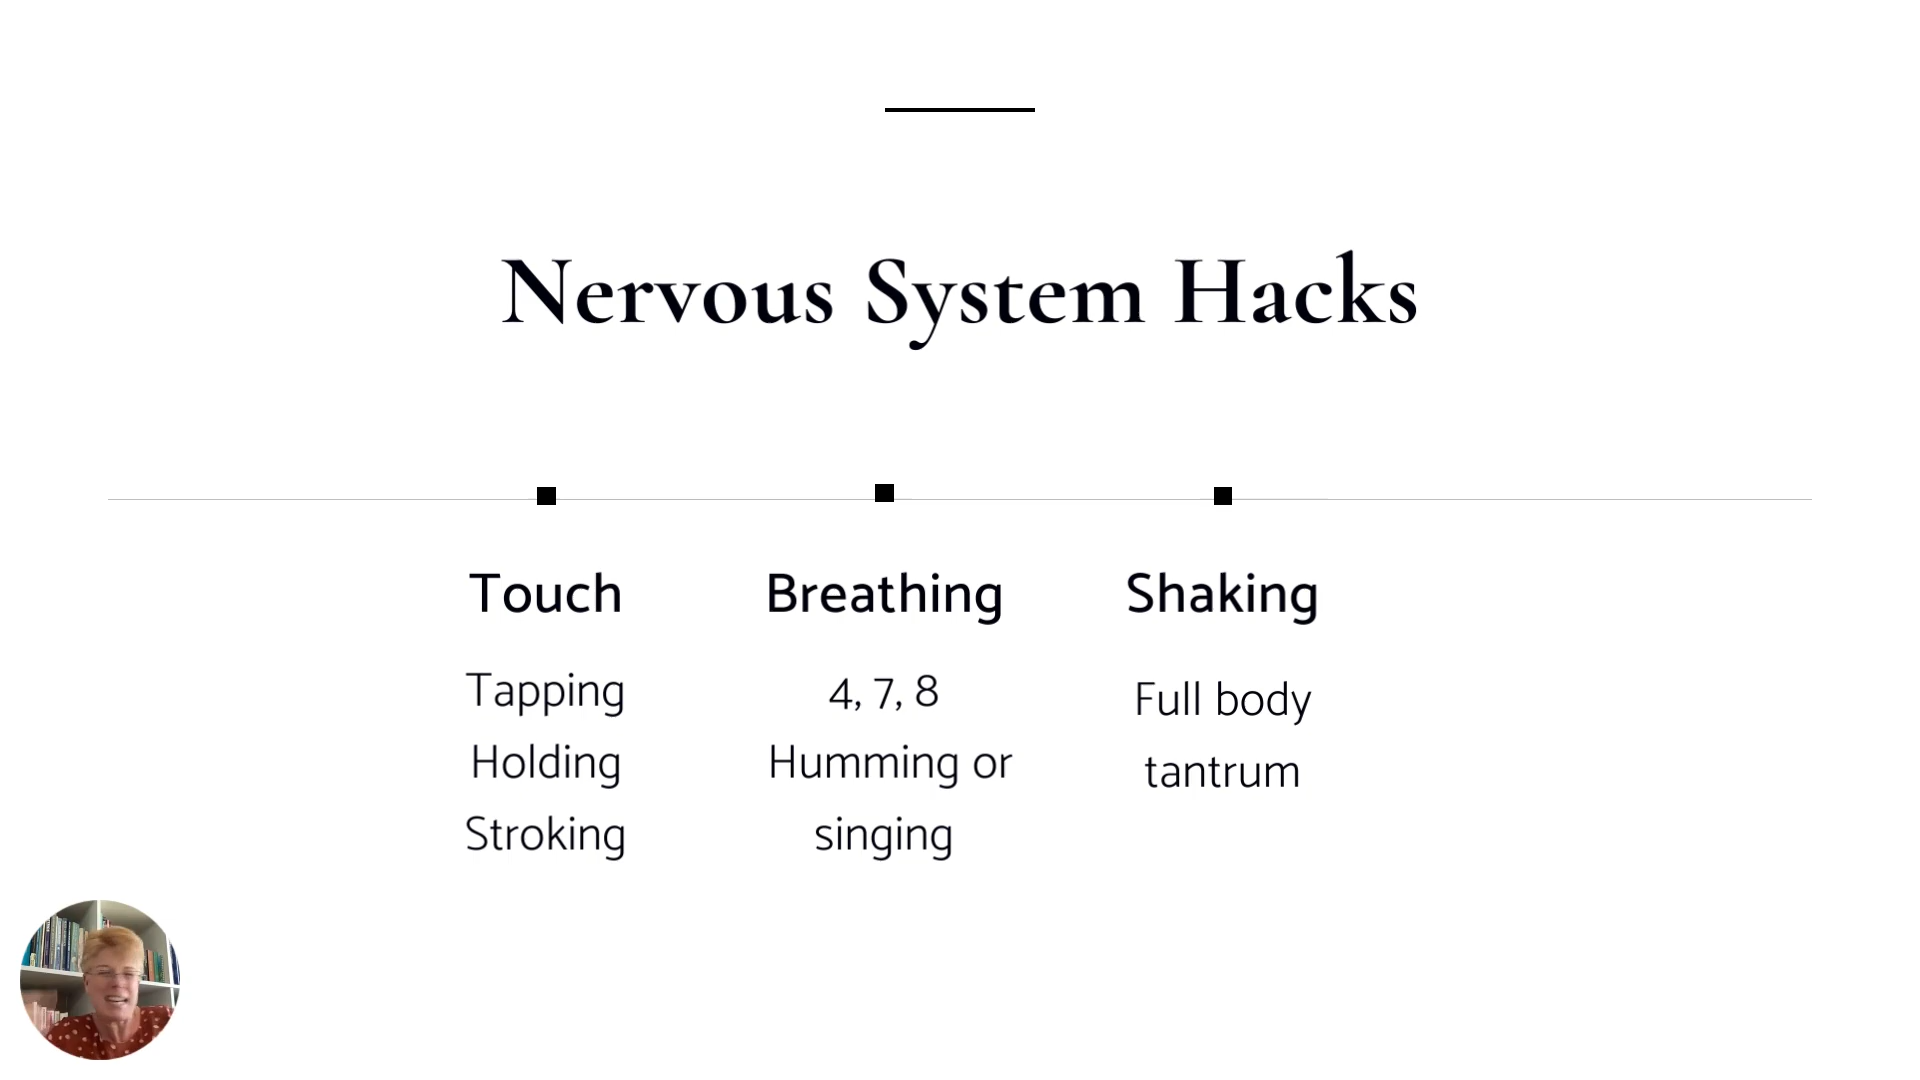 Nervous System Hacks
Touch
Tapping
Holding
Stroking
Breathing
4, 7, 8
Humming or
singing
Shaking
Full body
tantrum